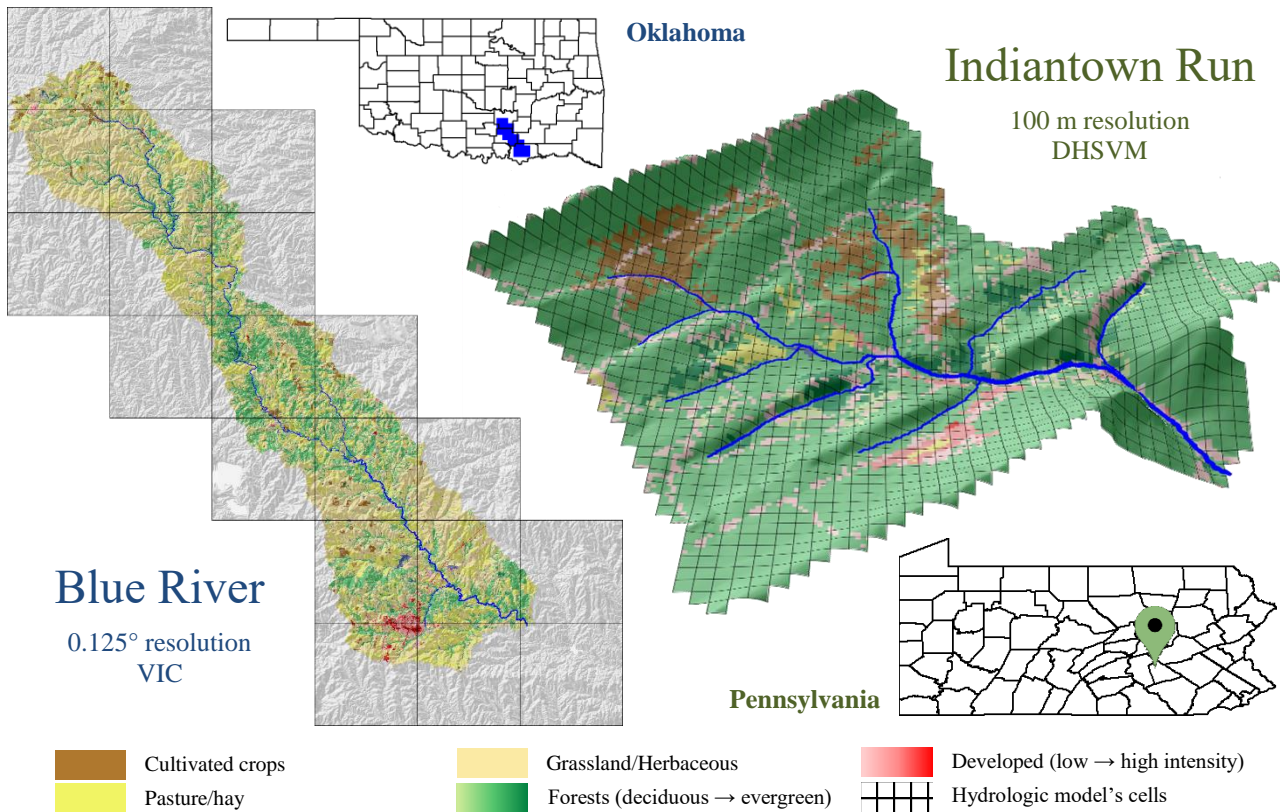 Oklahoma
Indiantown Run
100 m resolution
DHSVM
Blue River
0.125° resolution
VIC
Pennsylvania
Cultivated crops
Pasture/hay
Grassland/Herbaceous
Forests (deciduous → evergreen)
Developed (low → high intensity)
Hydrologic model's cells